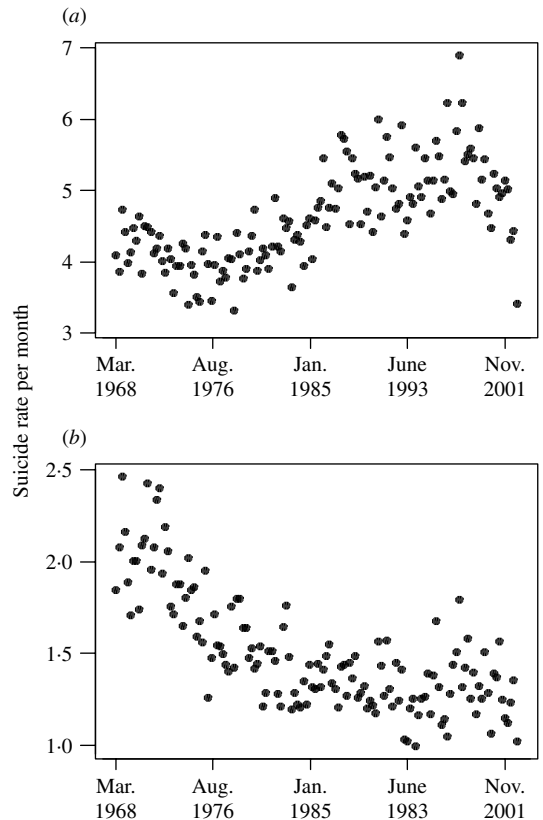 (a)
7
6
5
4
3
Mar. Aug. Jan. June Nov.
1968 1976 1985 1993 2001
Suicide rate per month
(b)
2·5
2·0
1·5
1·0
Mar. Aug. Jan. June Nov.
1968 1976 1985 1983 2001